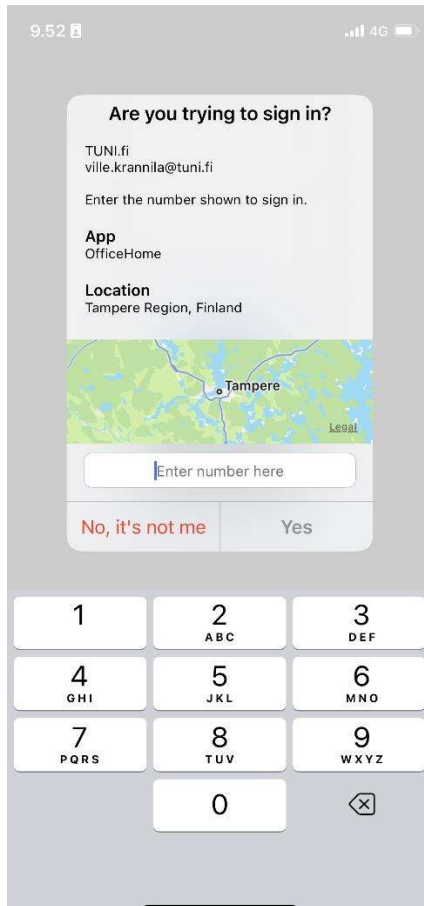 9.52 4G
Are you trying to sign in?
TUNI.fi
ville.krannila@tuni.fi
Enter the number shown to sign in.
App
OfficeHome
Location
Tampere Region, Finland
Tampere
Legal
Enter number here
No, it's not me Yes
1 2 3
ABC DEF
4 5 6
GHI JKL MNO
7 8 9
PQRS TUV WXYZ
0